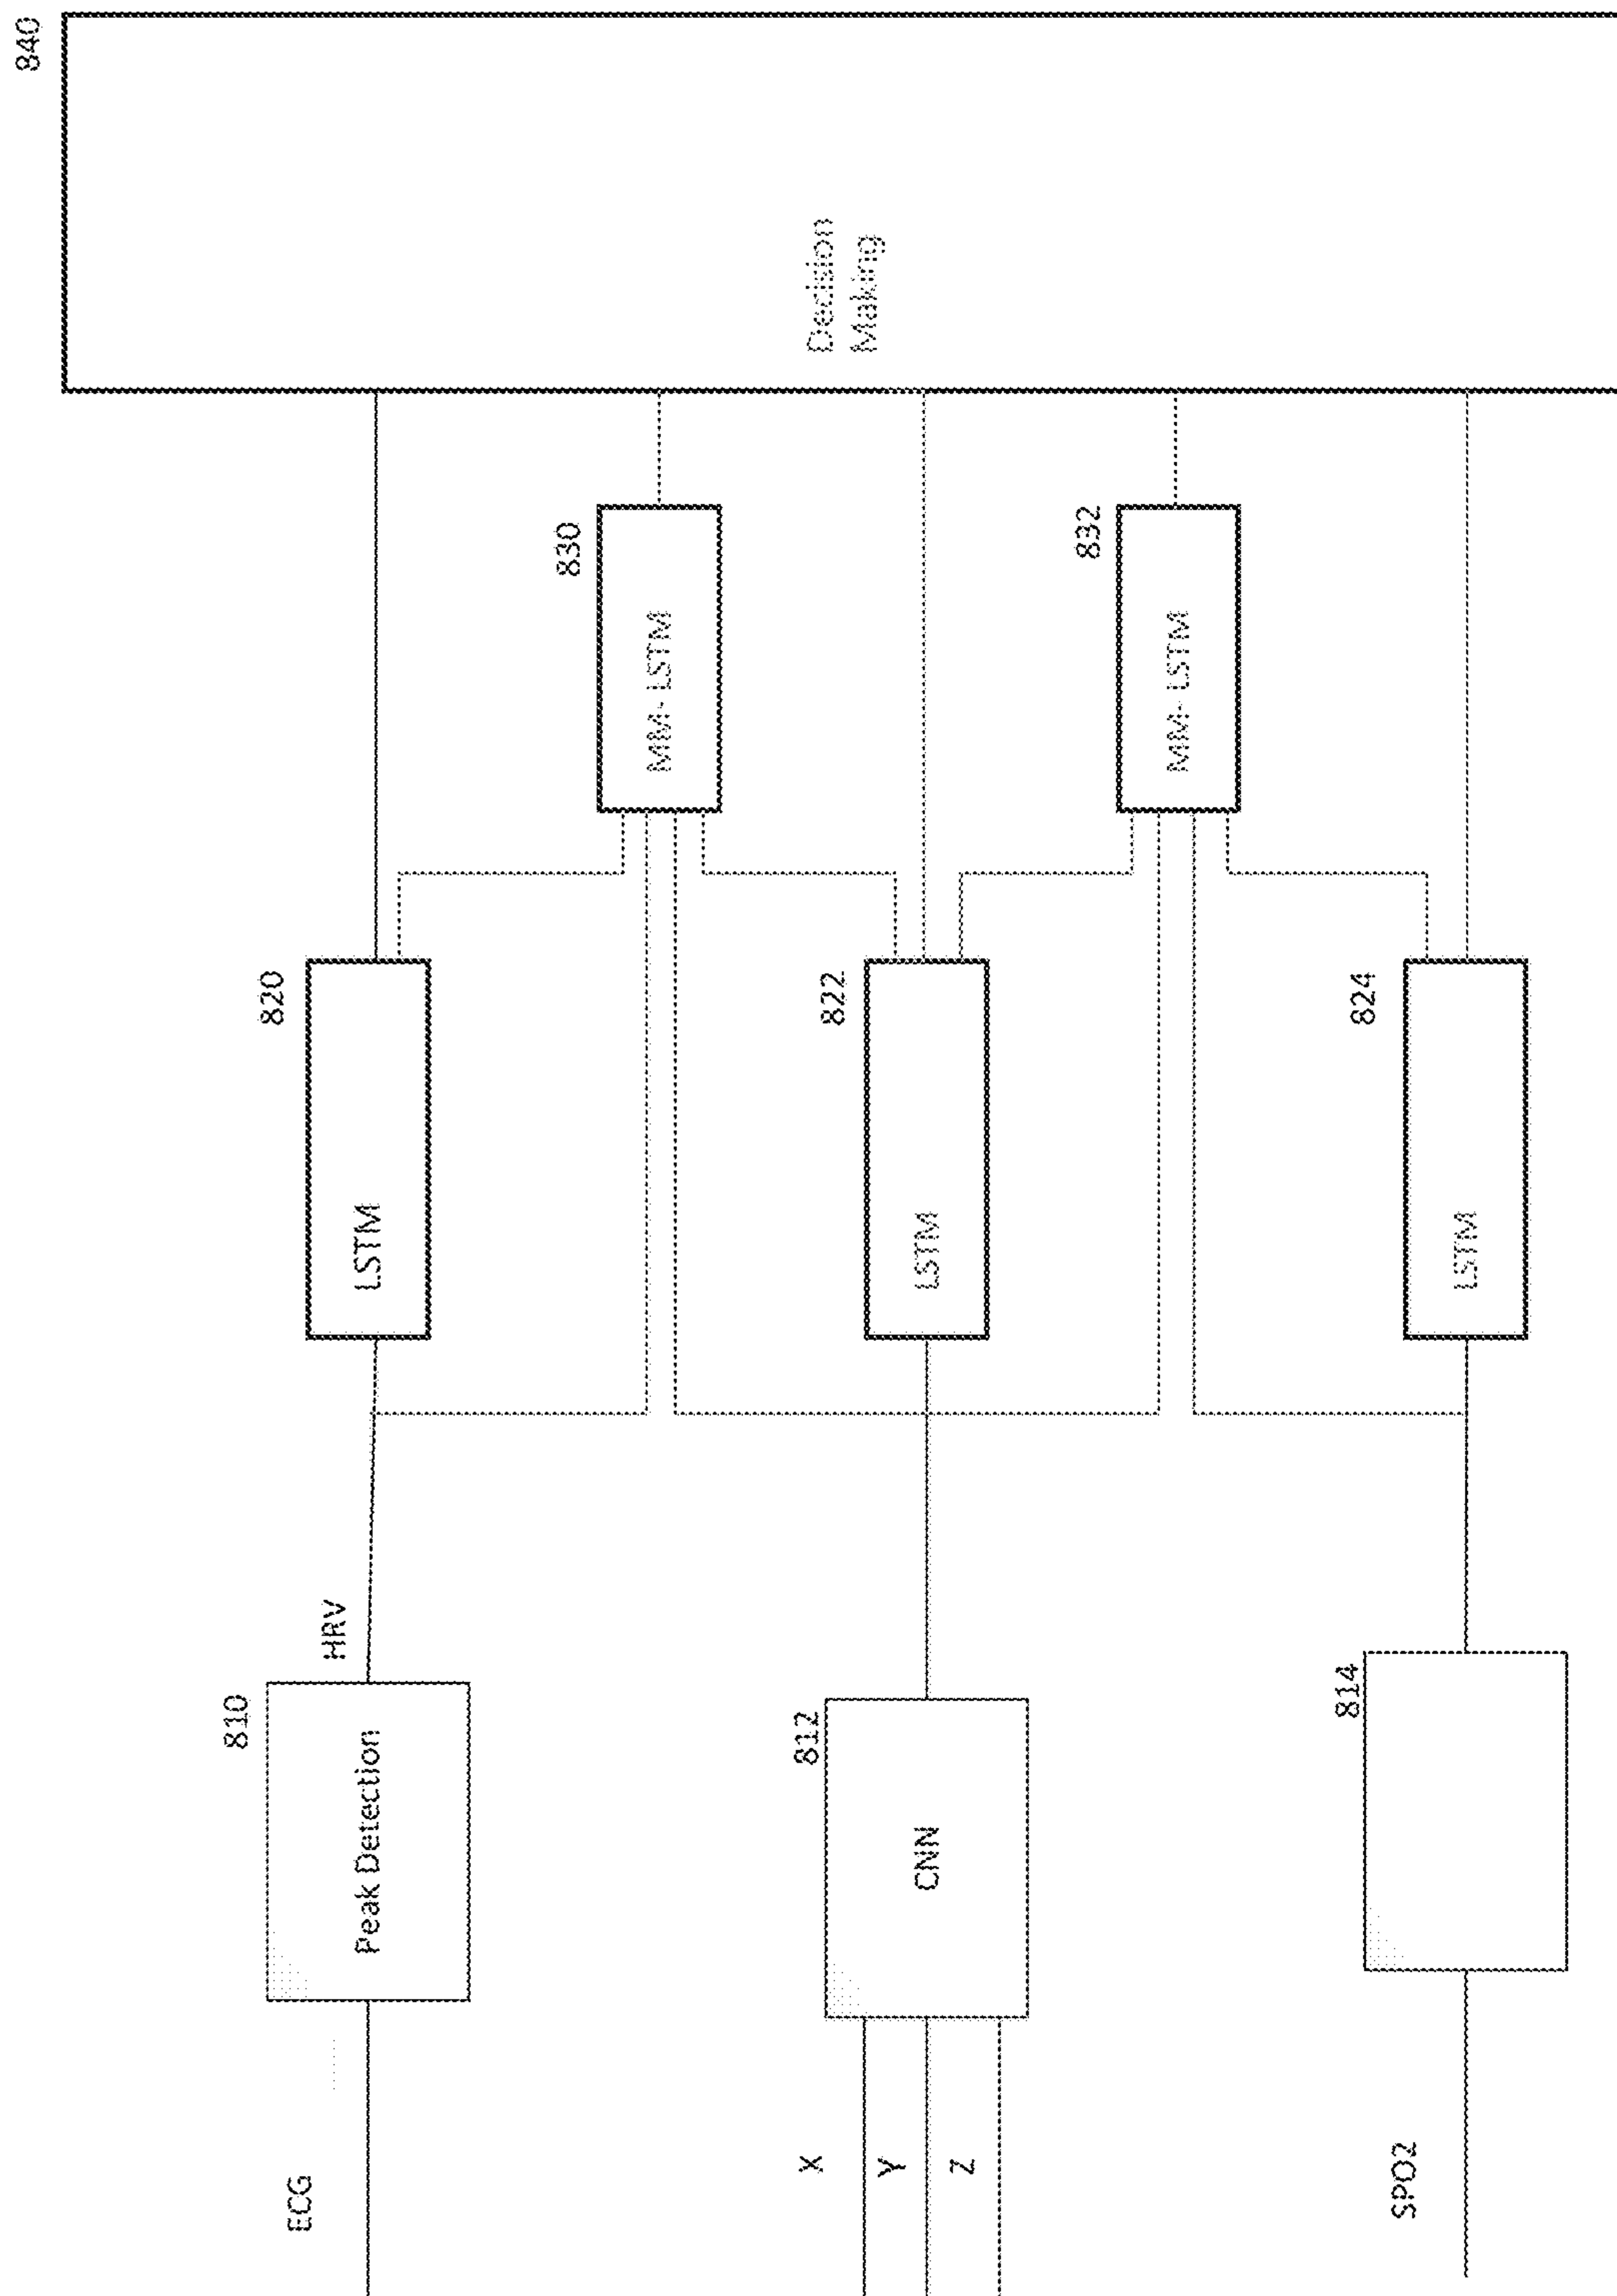 840
Decision
Making
830
MM- LSTM
832
MM- LSTM
820
LSTM
822
LSTM
824
LSTM
HRV
810
Peak Detection
812
CNN
814
ECG
X
Y
Z
SPO2